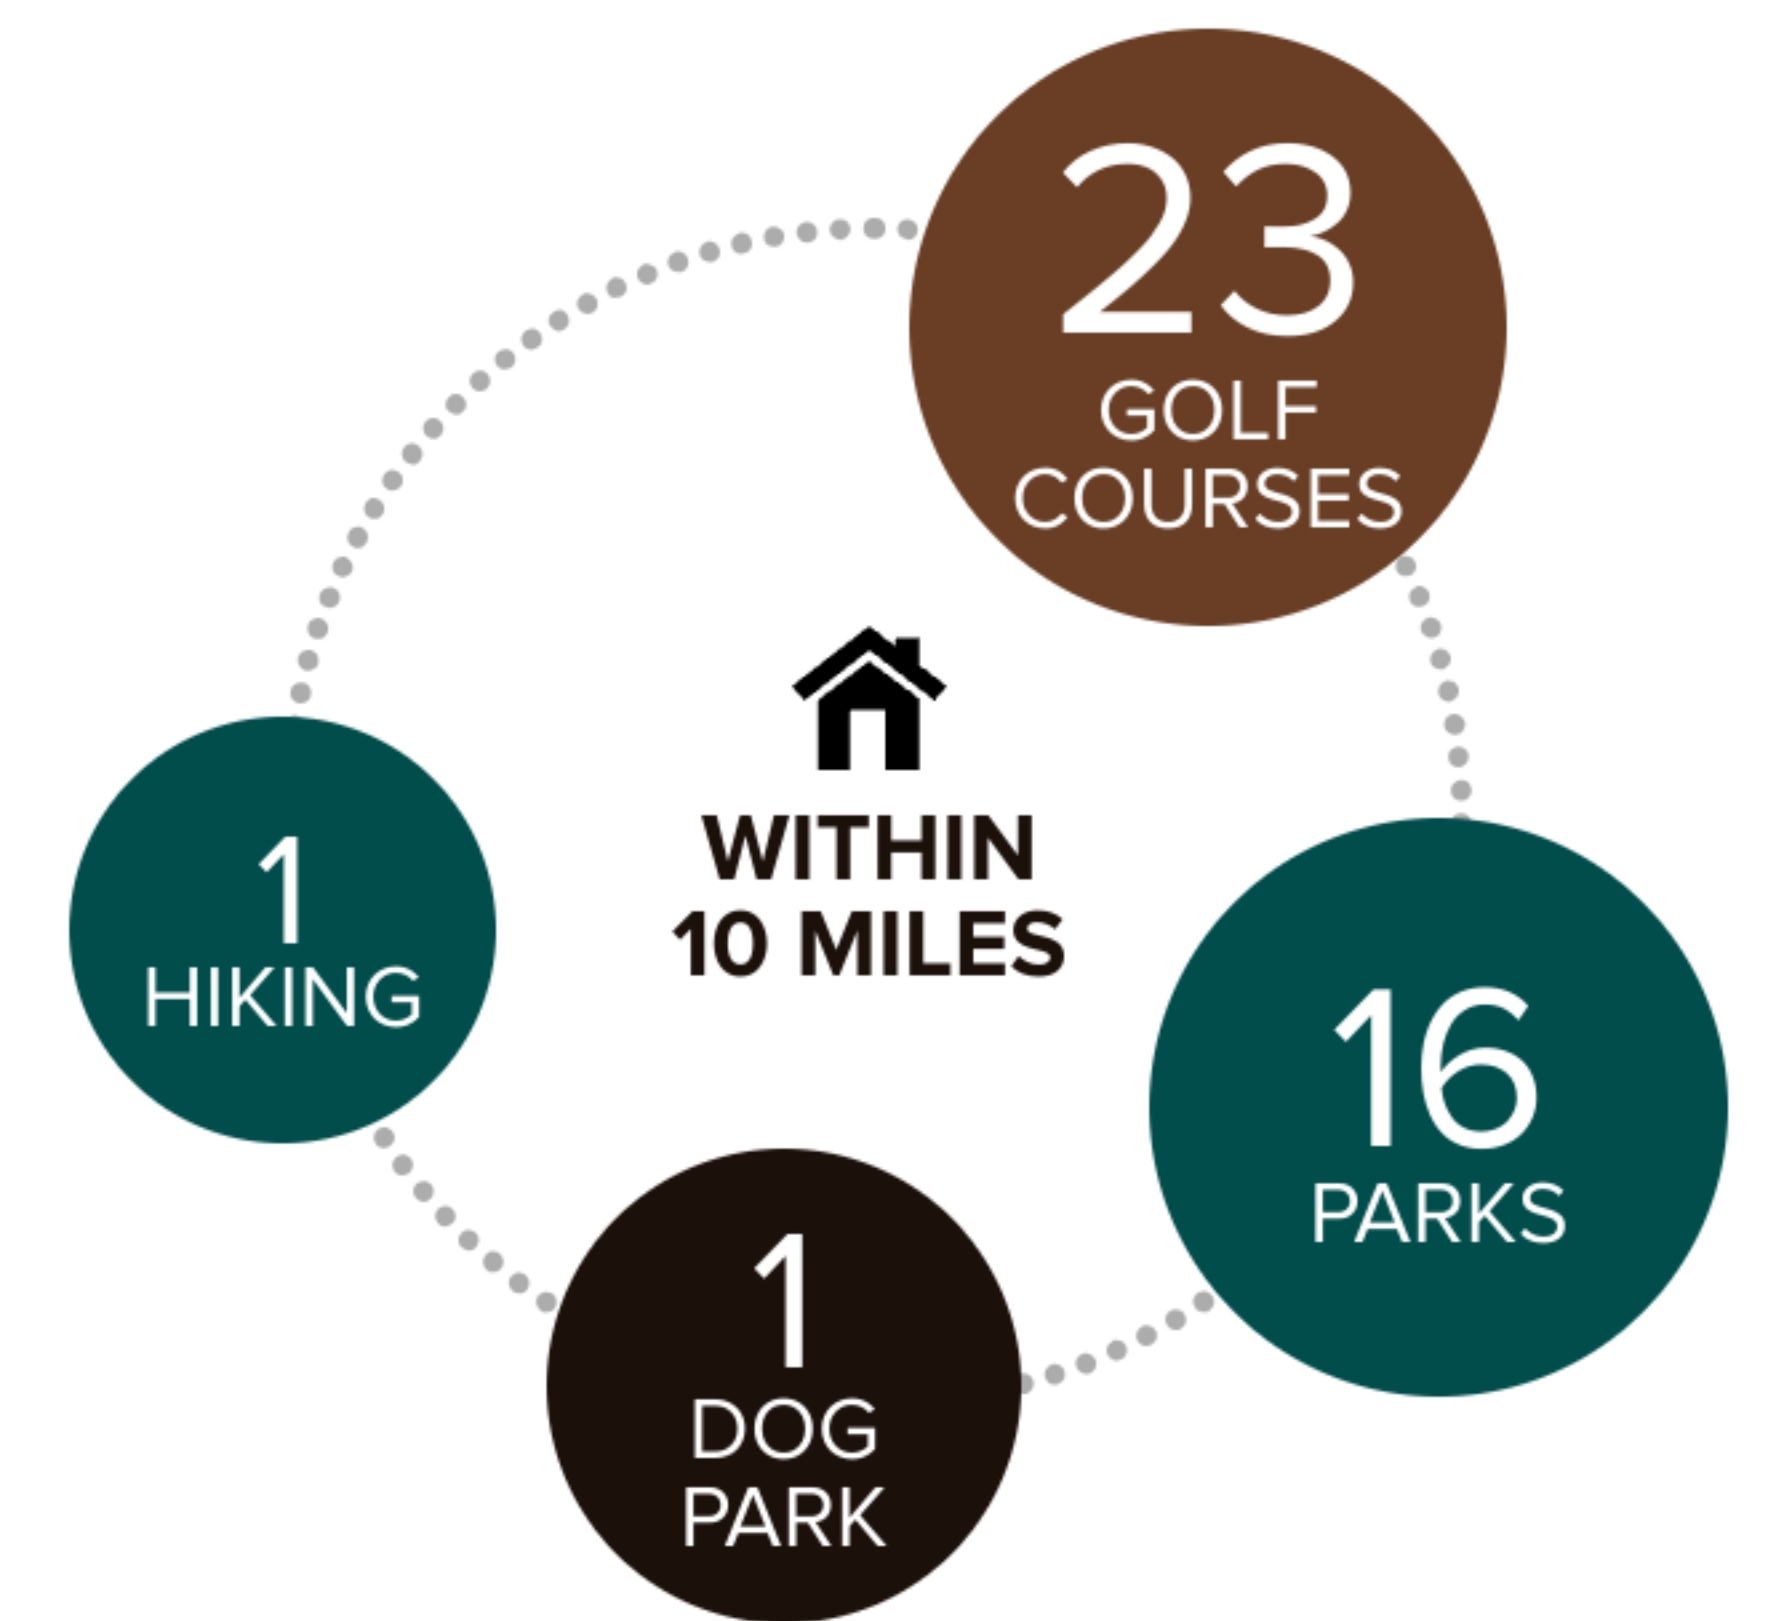 23
GOLF
COURSES
WITHIN
10 MILES
1
HIKING
16
PARKS
1
DOG
PARK